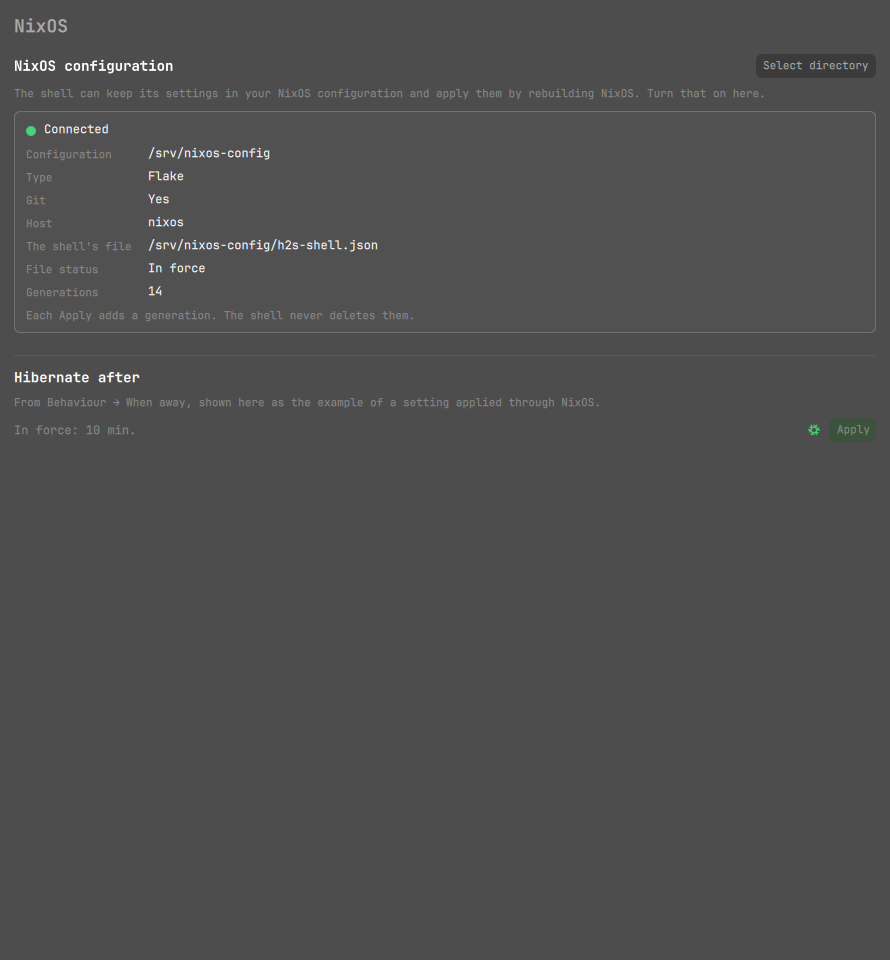 NixOS
NixOS configuration
Select directory
The shell can keep its settings in your NixOS configuration and apply them by rebuilding NixOS. Turn that on here.
Connected
Configuration /srv/nixos-config
Type Flake
Git Yes
Host nixos
The shell's file /srv/nixos-config/h2s-shell.json
File status In force
Generations 14
Each Apply adds a generation. The shell never deletes them.
Hibernate after
From Behaviour → When away, shown here as the example of a setting applied through NixOS.
In force: 10 min.
Apply